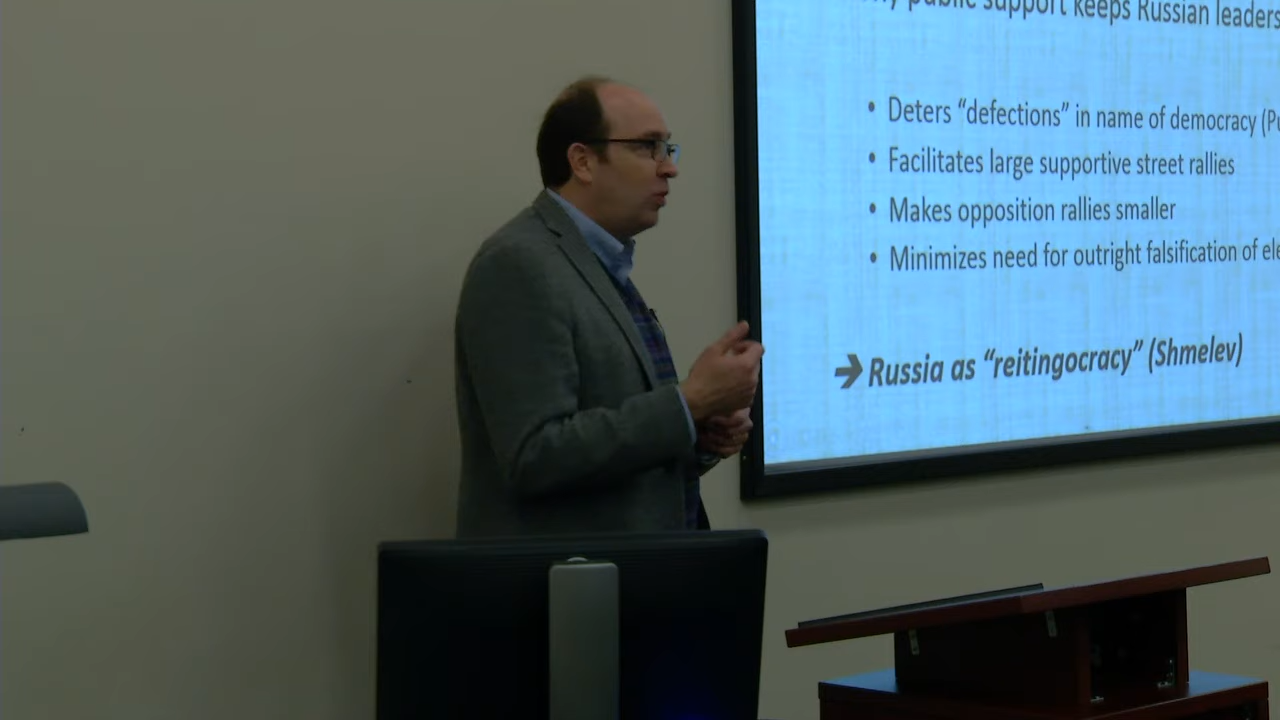 public support keeps Russian leaders
• Deters “defections” in name of democracy
• Facilitates large supportive street rallies
• Makes opposition rallies smaller
• Minimizes need for outright falsification of
➔ Russia as “reitingocracy” (Shmelev)